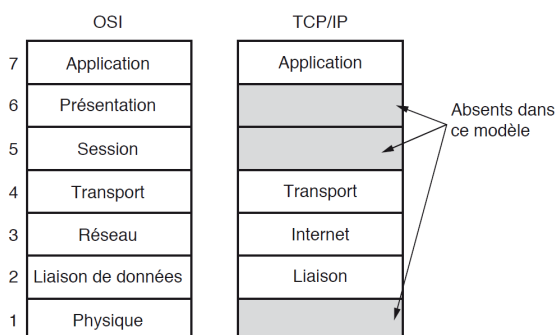 OSI
TCP/IP
7
Application
Application
6
Présentation
Absents dans
ce modèle
5
Session
4
Transport
Transport
3
Réseau
Internet
2
Liaison de données
Liaison
1
Physique